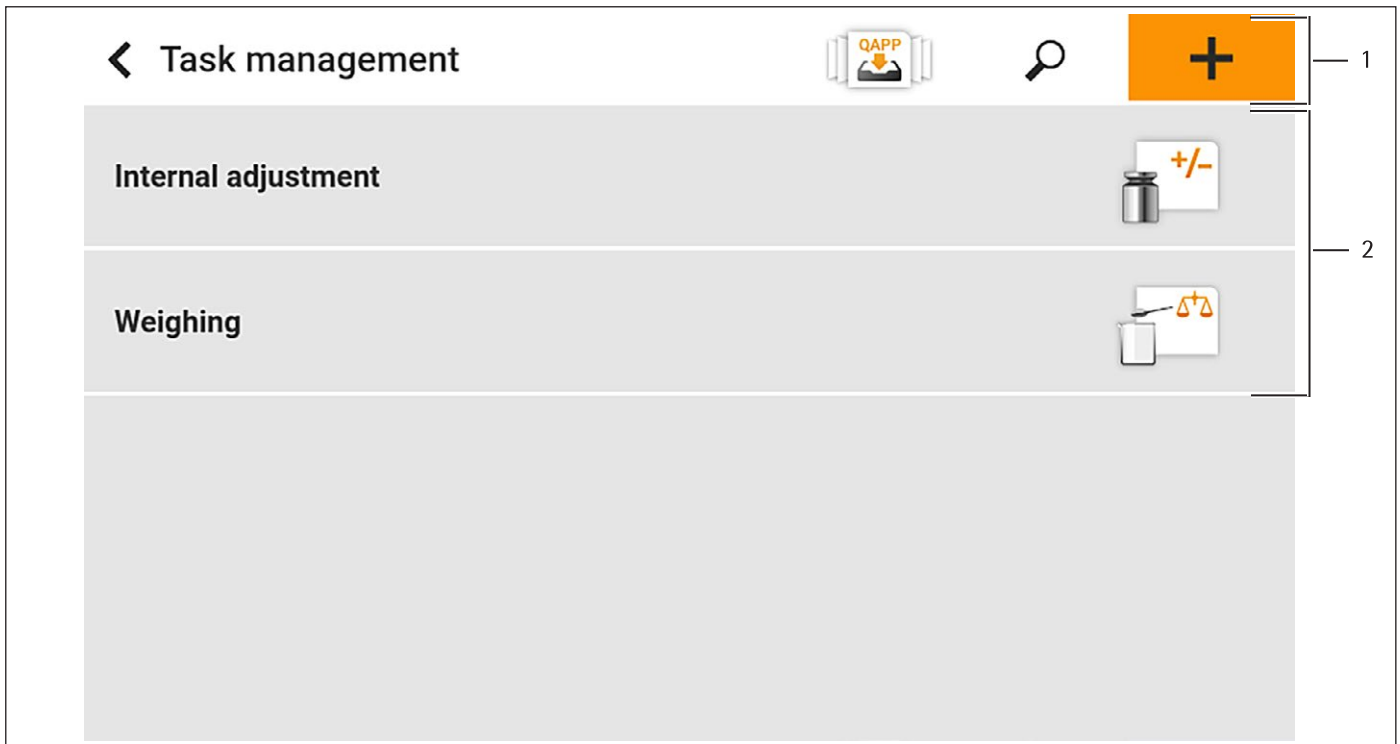 Task management
QAPP
1
Internal adjustment
+/-
2
Weighing